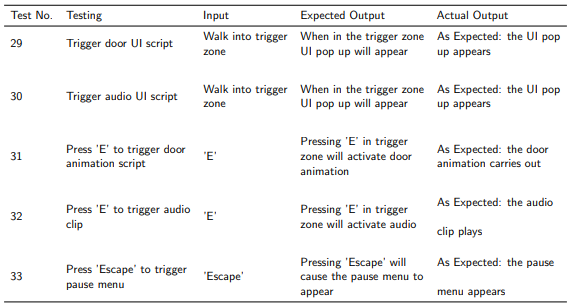 Test No. Testing Input Expected Output Actual Output
29 Trigger door UI script Walk into trigger zone When in the trigger zone UI pop up will appear As Expected: the UI pop up appears
30 Trigger audio UI script Walk into trigger zone When in the trigger zone UI pop up will appear As Expected: the UI pop up appears
31 Press 'E' to trigger door animation script 'E' Pressing 'E' in trigger zone will activate door animation As Expected: the door animation carries out
32 Press 'E' to trigger audio clip 'E' Pressing 'E' in trigger zone will activate audio As Expected: the audio clip plays
33 Press 'Escape' to trigger pause menu 'Escape' Pressing 'Escape' will cause the pause menu to appear As Expected: the pause menu appears